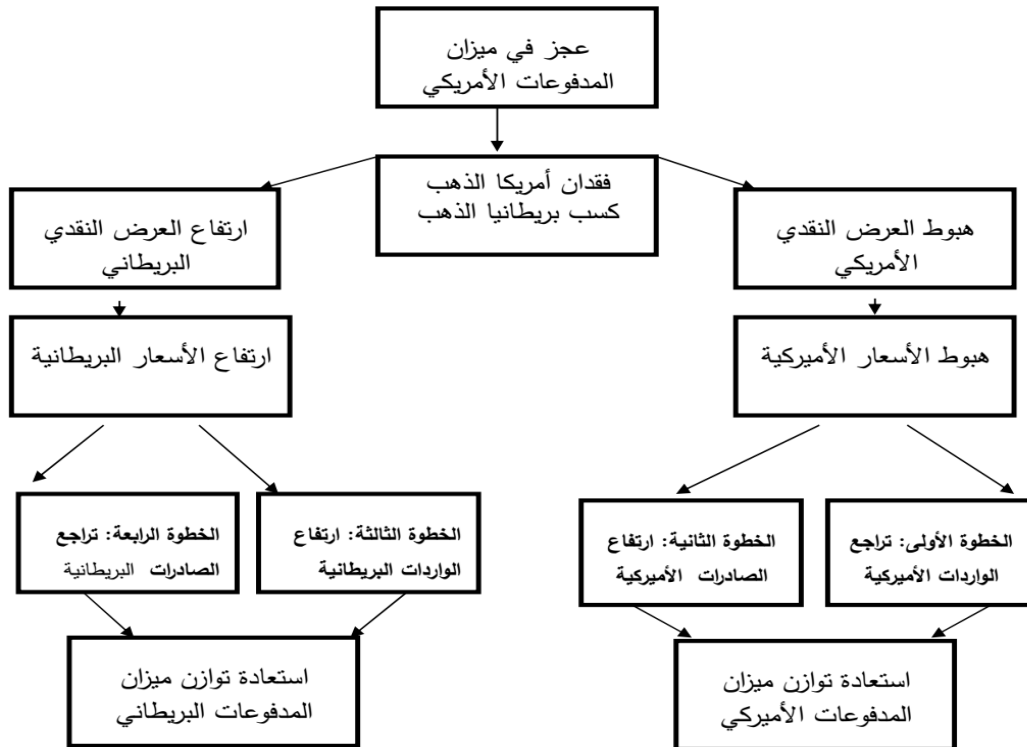 عجز في ميزان
المدفوعات الأمريكي
فقدان أمريكا الذهب
كسب بريطانيا الذهب
هبوط العرض النقدي
الأمريكي
ارتفاع العرض النقدي
البريطاني
هبوط الأسعار الأميركية
ارتفاع الأسعار البريطانية
الخطوة الأولى: تراجع
الواردات الأميركية
الخطوة الثانية: ارتفاع
الصادرات الأميركية
الخطوة الثالثة: ارتفاع
الواردات البريطانية
الخطوة الرابعة: تراجع
الصادرات البريطانية
استعادة توازن ميزان
المدفوعات الأميركي
استعادة توازن ميزان
المدفوعات البريطاني